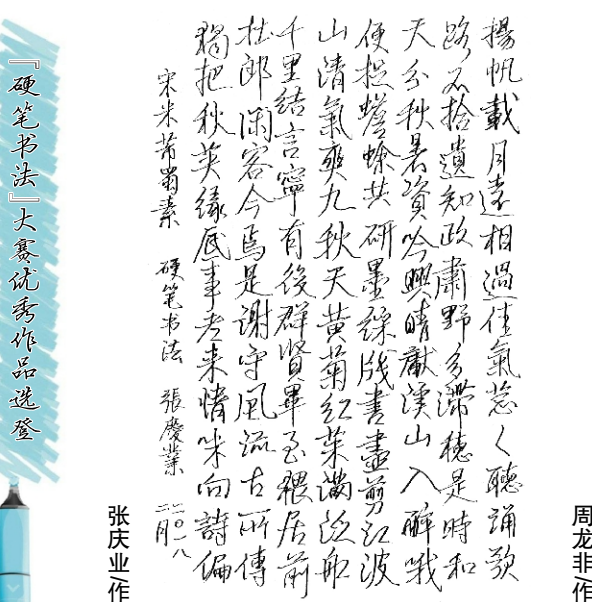 揚帆載月遠相過佳氣葱々聽誦歌
路不拾遺知政肅野多滯穗是時和
天分秋暑資吟興晴獻溪山入醉哦
便捉蟾蜍共研墨綵牋書盡剪江波
山清氣爽九秋天黄菊紅茱滿泛船
千里結言寧有後群賢畢至猥居前
杜郎閑容今焉是謝守風流古所傳
獨把秋英緣底事老來情味向詩偏
宋米芾蜀素 硬笔书法 張慶業 二〇一八
二月
张庆业/作
周龙非/作
『硬笔书法』大赛优秀作品选登